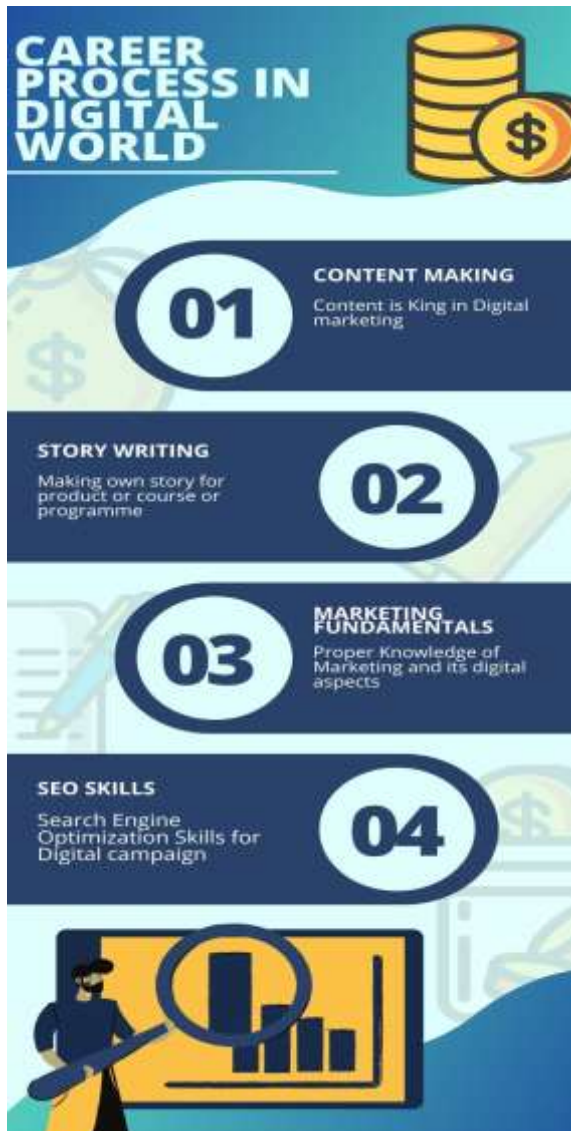 CAREER
PROCESS IN
DIGITAL
WORLD
$
01
CONTENT MAKING
Content is King in Digital
marketing
$
STORY WRITING
Making own story for
product or course or
programme
02
03
MARKETING
FUNDAMENTALS
Proper Knowledge of
Marketing and its digital
aspects
SEO SKILLS
Search Engine
Optimization Skills for
Digital campaign
04
$